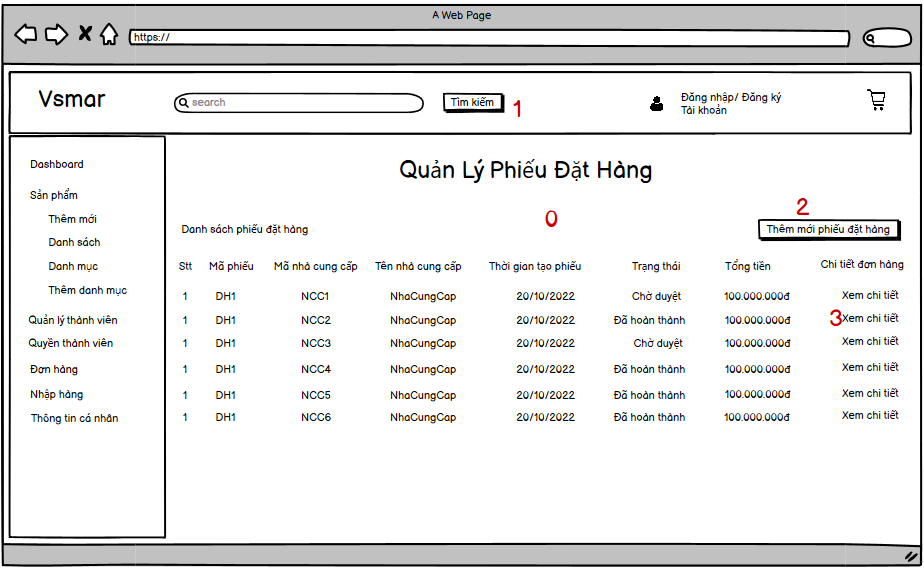 A Web Page
https://
Vsmar
search
Tìm kiếm
1
Đăng nhập/ Đăng ký
Tài khoản
Dashboard
Sản phẩm
Thêm mới
Danh sách
Danh mục
Thêm danh mục
Quản lý thành viên
Quyền thành viên
Đơn hàng
Nhập hàng
Thông tin cá nhân
Quản Lý Phiếu Đặt Hàng
0
2
Danh sách phiếu đặt hàng
Thêm mới phiếu đặt hàng
Stt Mã phiếu Mã nhà cung cấp Tên nhà cung cấp Thời gian tạo phiếu Trạng thái Tổng tiền Chi tiết đơn hàng
1 DH1 NCC1 NhaCungCap 20/10/2022 Chờ duyệt 100.000.000đ Xem chi tiết
1 DH1 NCC2 NhaCungCap 20/10/2022 Đã hoàn thành 100.000.000đ 3 Xem chi tiết
1 DH1 NCC3 NhaCungCap 20/10/2022 Chờ duyệt 100.000.000đ Xem chi tiết
1 DH1 NCC4 NhaCungCap 20/10/2022 Đã hoàn thành 100.000.000đ Xem chi tiết
1 DH1 NCC5 NhaCungCap 20/10/2022 Đã hoàn thành 100.000.000đ Xem chi tiết
1 DH1 NCC6 NhaCungCap 20/10/2022 Đã hoàn thành 100.000.000đ Xem chi tiết